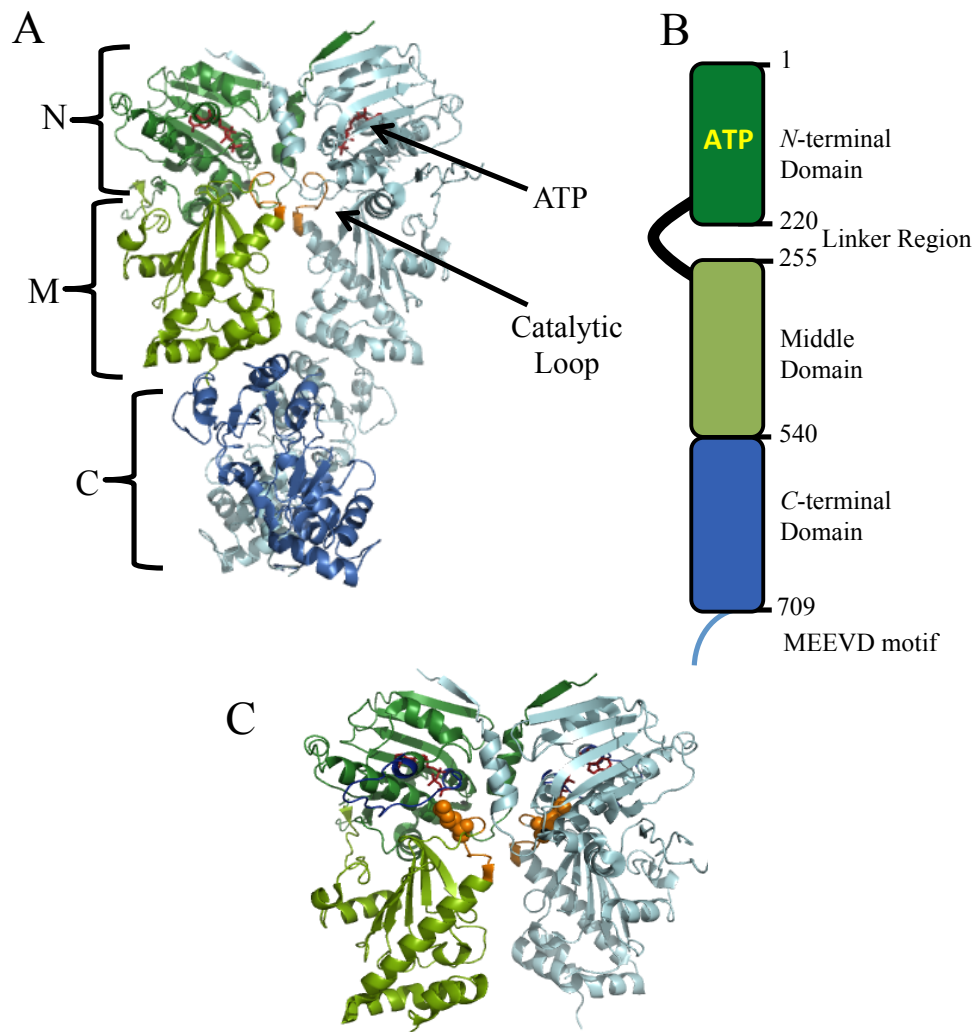 A
N
M
C
ATP
Catalytic
Loop
B
1
ATP
N-terminal
Domain
220
Linker Region
255
Middle
Domain
540
C-terminal
Domain
709
MEEVD motif
C